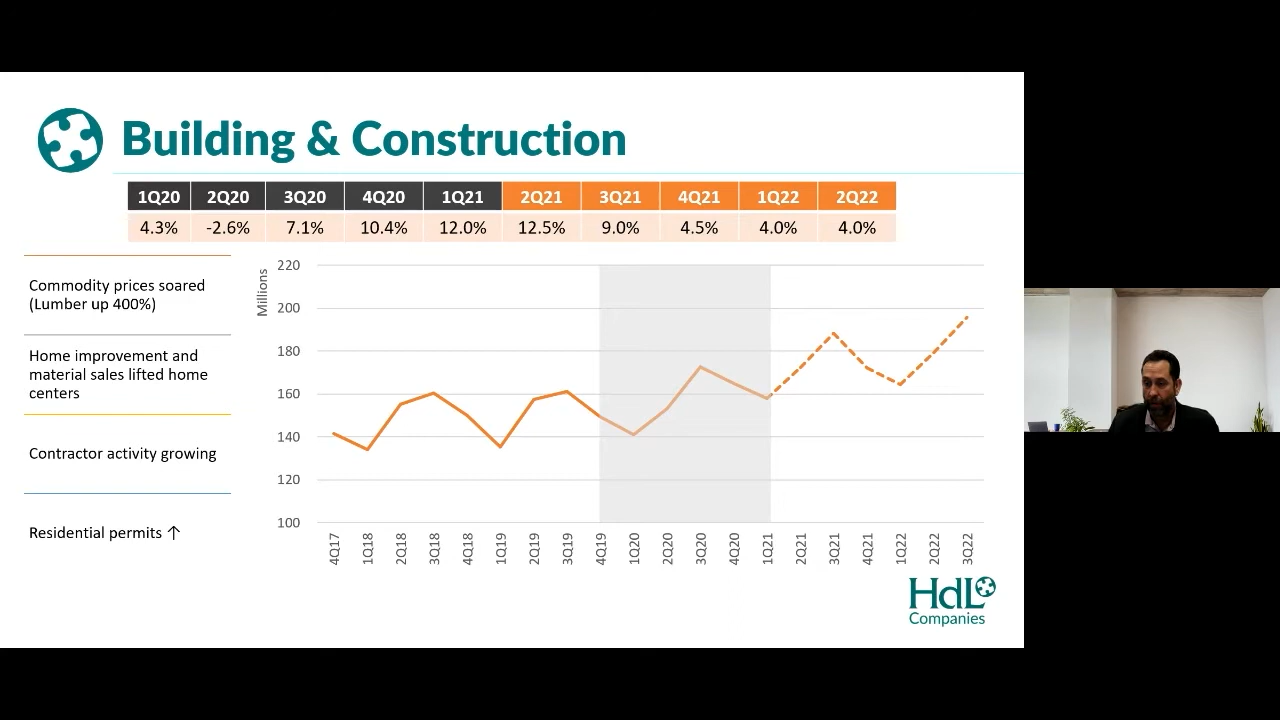 Building & Construction
1Q20 2Q20 3Q20 4Q20 1Q21 2Q21 3Q21 4Q21 1Q22 2Q22
4.3% -2.6% 7.1% 10.4% 12.0% 12.5% 9.0% 4.5% 4.0% 4.0%
Commodity prices soared
(Lumber up 400%)
Home improvement and
material sales lifted home
centers
Contractor activity growing
Residential permits ↑
Millions
220
200
180
160
140
120
100
4Q17 1Q18 2Q18 3Q18 4Q18 1Q19 2Q19 3Q19 4Q19 1Q20 2Q20 3Q20 4Q20 1Q21 2Q21 3Q21 4Q21 1Q22 2Q22 3Q22
HdL
Companies